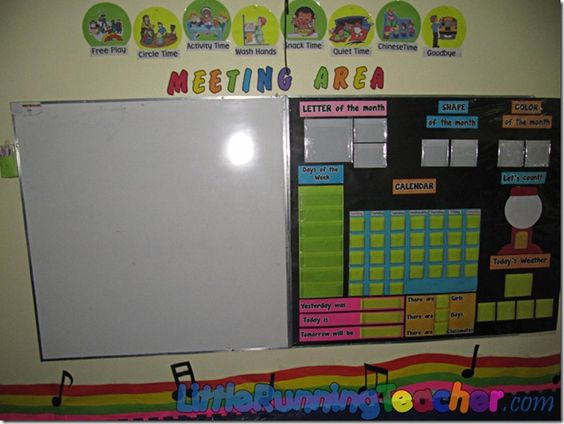 Free Play
Circle Time
Activity Time
Wash Hands
Snack Time
Quiet Time
ChineseTime
Goodbye
MEETING AREA
LETTER of the month
SHAPE
of the month
COLOR
of the month
Days of the
Week
CALENDAR
Let's count!
Today's Weather
Yesterday was
Today is
Tomorrow will be
There are
Girls
There are
Boys
There are
Classmates
LittleRunningTeacher.com